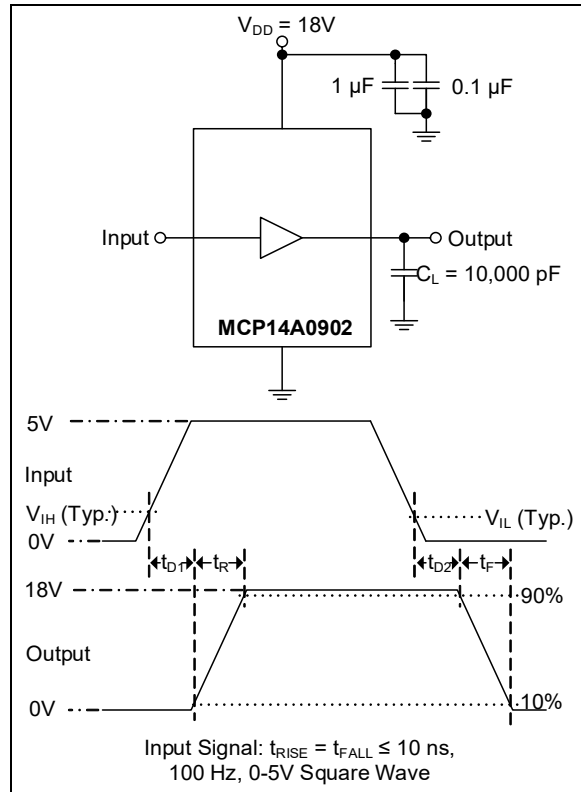 V_DD = 18V
1 µF
0.1 µF
Input
Output
C_L = 10,000 pF
MCP14A0902
5V
Input
V_IH (Typ.)
V_IL (Typ.)
0V
t_D1
t_R
t_D2
t_F
18V
90%
Output
0V
10%
Input Signal: t_RISE = t_FALL ≤ 10 ns,
100 Hz, 0-5V Square Wave